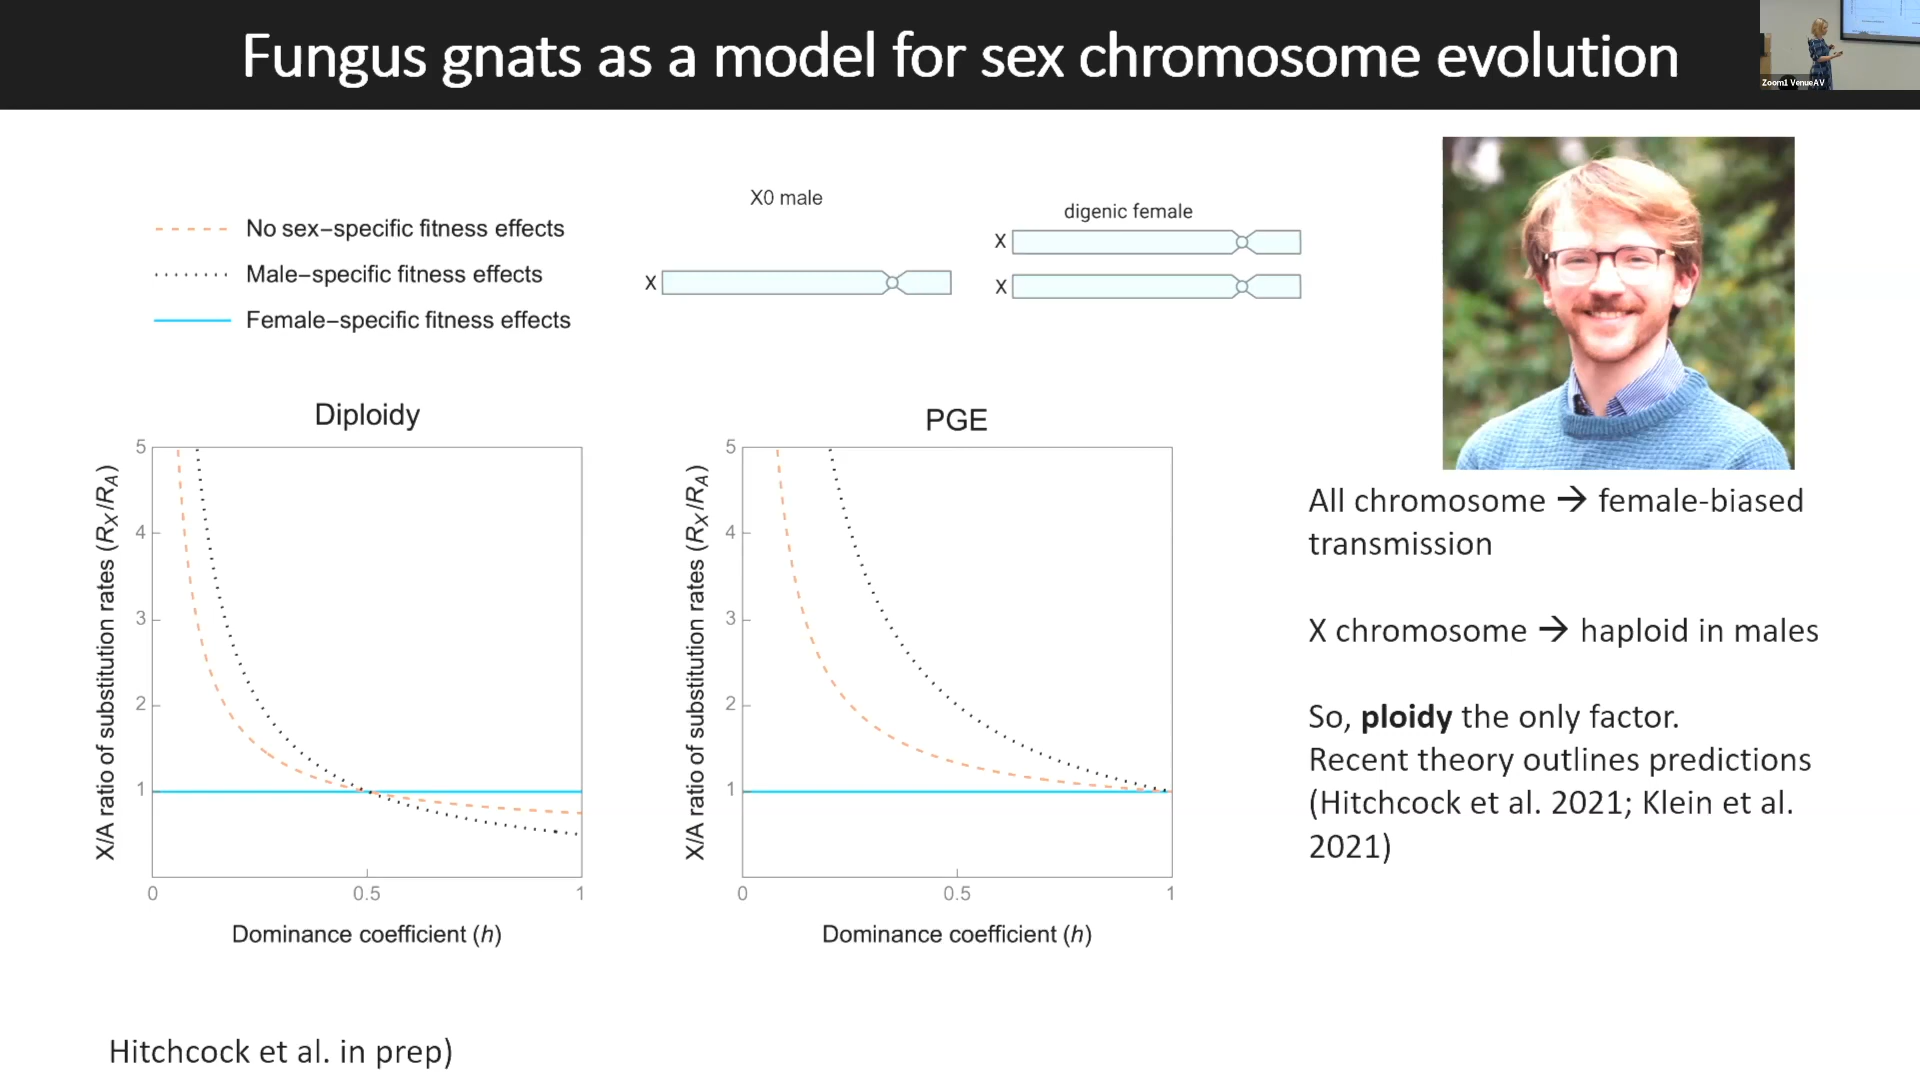 Fungus gnats as a model for sex chromosome evolution
Zoom1 VenueAV
No sex–specific fitness effects
Male–specific fitness effects
Female–specific fitness effects
X0 male
X
digenic female
X
X
Diploidy
5
4
3
2
1
0
0.5
1
X/A ratio of substitution rates (RX/RA)
Dominance coefficient (h)
PGE
5
4
3
2
1
0
0.5
1
X/A ratio of substitution rates (RX/RA)
Dominance coefficient (h)
All chromosome → female-biased
transmission
X chromosome → haploid in males
So, ploidy the only factor.
Recent theory outlines predictions
(Hitchcock et al. 2021; Klein et al.
2021)
Hitchcock et al. in prep)